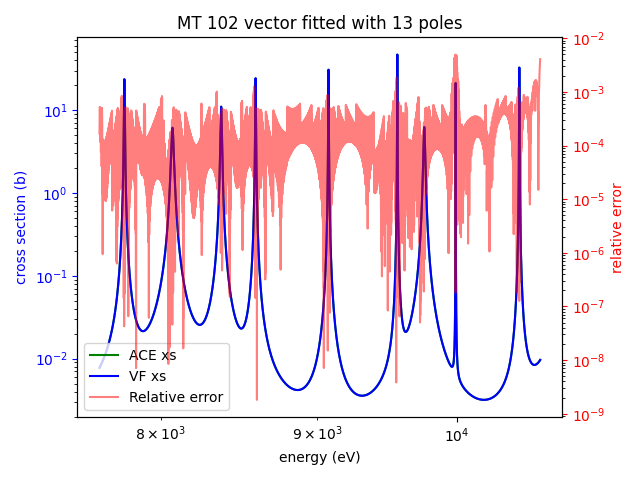 MT 102 vector fitted with 13 poles
cross section (b)
10¹
10⁰
10⁻¹
10⁻²
10⁻²
10⁻³
10⁻⁴
10⁻⁵
10⁻⁶
10⁻⁷
10⁻⁸
10⁻⁹
relative error
ACE xs
VF xs
Relative error
8 × 10³
9 × 10³
10⁴
energy (eV)